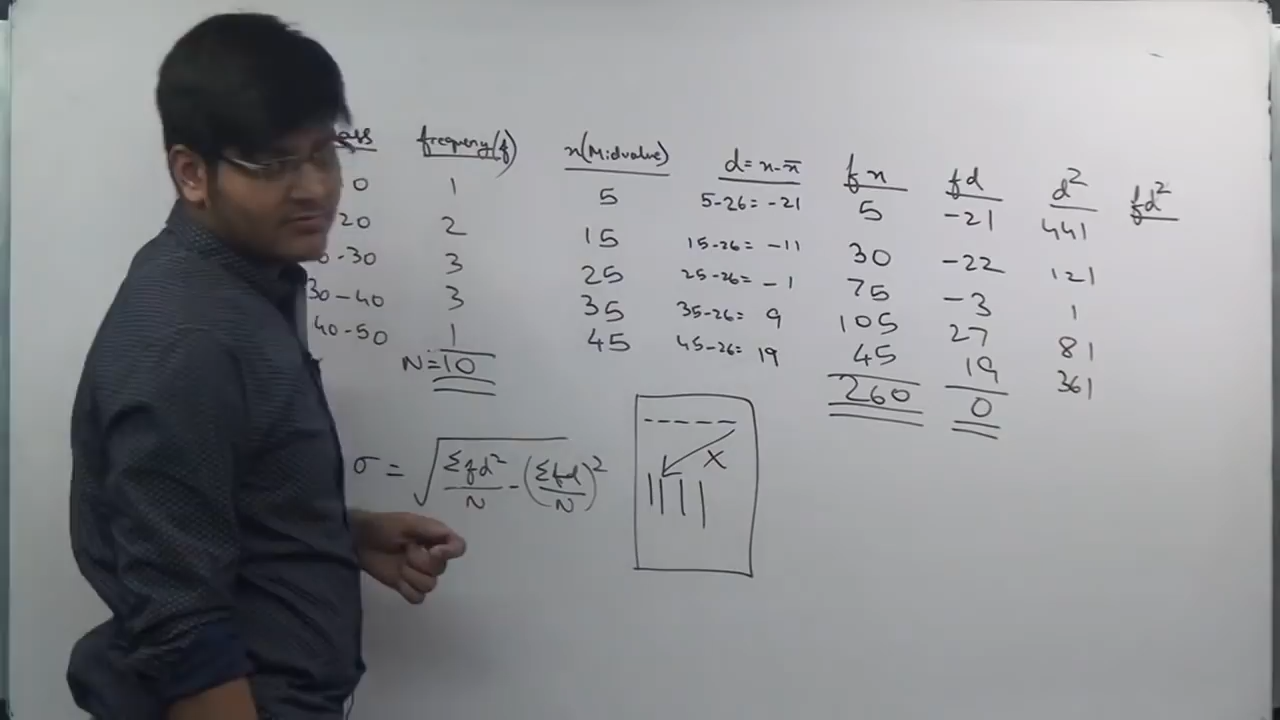 frequency(f) x(Midvalue) d = x-x̄ fx fd d² fd²
0 1 5 5-26= -21 5 -21 441
20 2 15 15-26= -11 30 -22 121
-30 3 25 25-26= -1 75 -3 1
30-40 3 35 35-26= 9 105 27 81
40-50 1 45 45-26= 19 45 19 361
N=10 260 0
σ = √ Σfd²/N - (Σfd/N)²
X